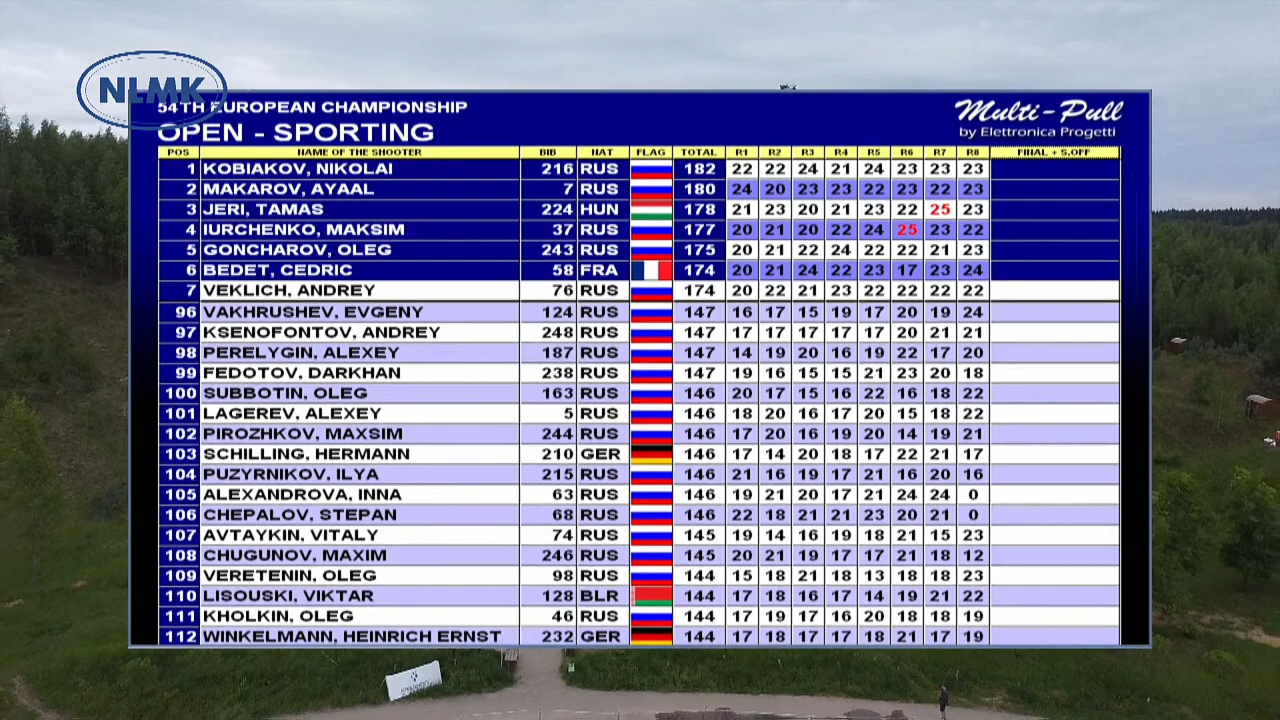 NLMK
54TH EUROPEAN CHAMPIONSHIP
OPEN - SPORTING
Multi-Pull
by Elettronica Progetti
POS NAME OF THE SHOOTER BIB NAT FLAG TOTAL R1 R2 R3 R4 R5 R6 R7 R8 FINAL + S.OFF
1 KOBIAKOV, NIKOLAI 216 RUS 182 22 22 24 21 24 23 23 23
2 MAKAROV, AYAAL 7 RUS 180 24 20 23 23 22 23 22 23
3 JERI, TAMAS 224 HUN 178 21 23 20 21 23 22 25 23
4 IURCHENKO, MAKSIM 37 RUS 177 20 21 20 22 24 25 23 22
5 GONCHAROV, OLEG 243 RUS 175 20 21 22 24 22 22 21 23
6 BEDET, CEDRIC 58 FRA 174 20 21 24 22 23 17 23 24
7 VEKLICH, ANDREY 76 RUS 174 20 22 21 23 22 22 22 22
96 VAKHRUSHEV, EVGENY 124 RUS 147 16 17 15 19 17 20 19 24
97 KSENOFONTOV, ANDREY 248 RUS 147 17 17 17 17 17 20 21 21
98 PERELYGIN, ALEXEY 187 RUS 147 14 19 20 16 19 22 17 20
99 FEDOTOV, DARKHAN 238 RUS 147 19 16 15 15 21 23 20 18
100 SUBBOTIN, OLEG 163 RUS 146 20 17 15 16 22 16 18 22
101 LAGEREV, ALEXEY 5 RUS 146 18 20 16 17 20 15 18 22
102 PIROZHKOV, MAXSIM 244 RUS 146 17 20 16 19 20 14 19 21
103 SCHILLING, HERMANN 210 GER 146 17 14 20 18 17 22 21 17
104 PUZYRNIKOV, ILYA 215 RUS 146 21 16 19 17 21 16 20 16
105 ALEXANDROVA, INNA 63 RUS 146 19 21 20 17 21 24 24 0
106 CHEPALOV, STEPAN 68 RUS 146 22 18 21 21 23 20 21 0
107 AVTAYKIN, VITALY 74 RUS 145 19 14 16 19 18 21 15 23
108 CHUGUNOV, MAXIM 246 RUS 145 20 21 19 17 17 21 18 12
109 VERETENIN, OLEG 98 RUS 144 15 18 21 18 13 18 18 23
110 LISOUSKI, VIKTAR 128 BLR 144 17 18 16 17 14 19 21 22
111 KHOLKIN, OLEG 46 RUS 144 17 19 17 16 20 18 18 19
112 WINKELMANN, HEINRICH ERNST 232 GER 144 17 18 17 17 18 21 17 19